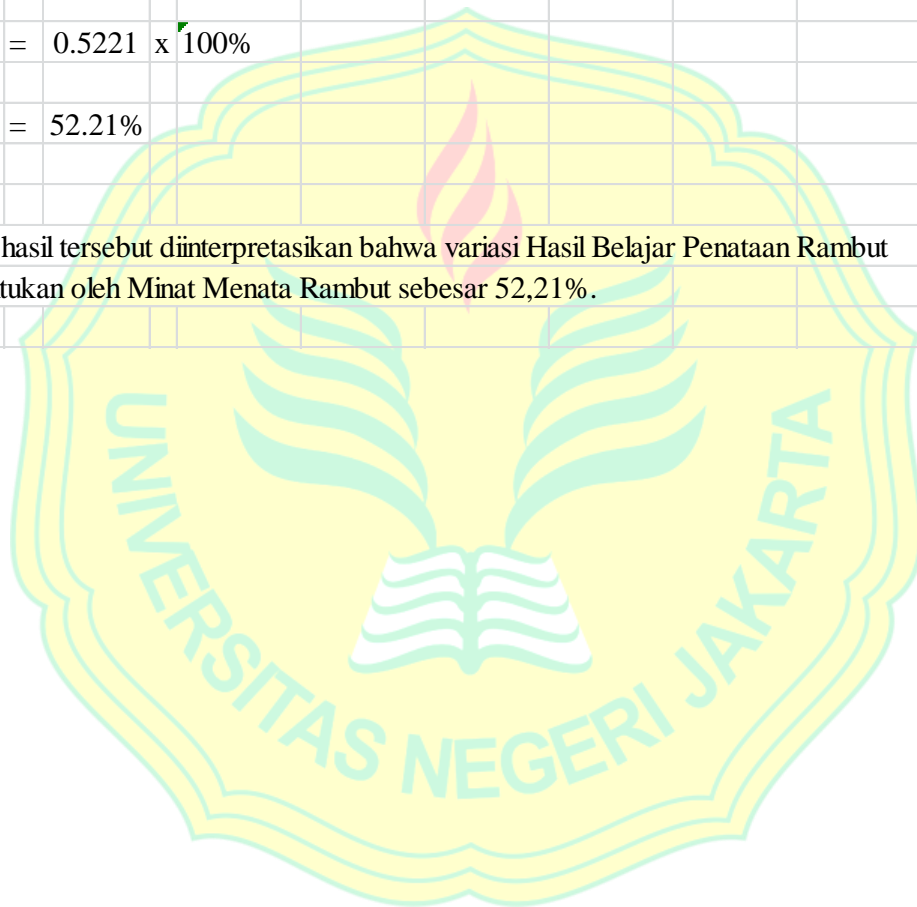 = 0.5221 x 100%
= 52.21%
hasil tersebut diinterpretasikan bahwa variasi Hasil Belajar Penataan Rambut
tukan oleh Minat Menata Rambut sebesar 52,21%.
UNIVERSITAS NEGERI JAKARTA